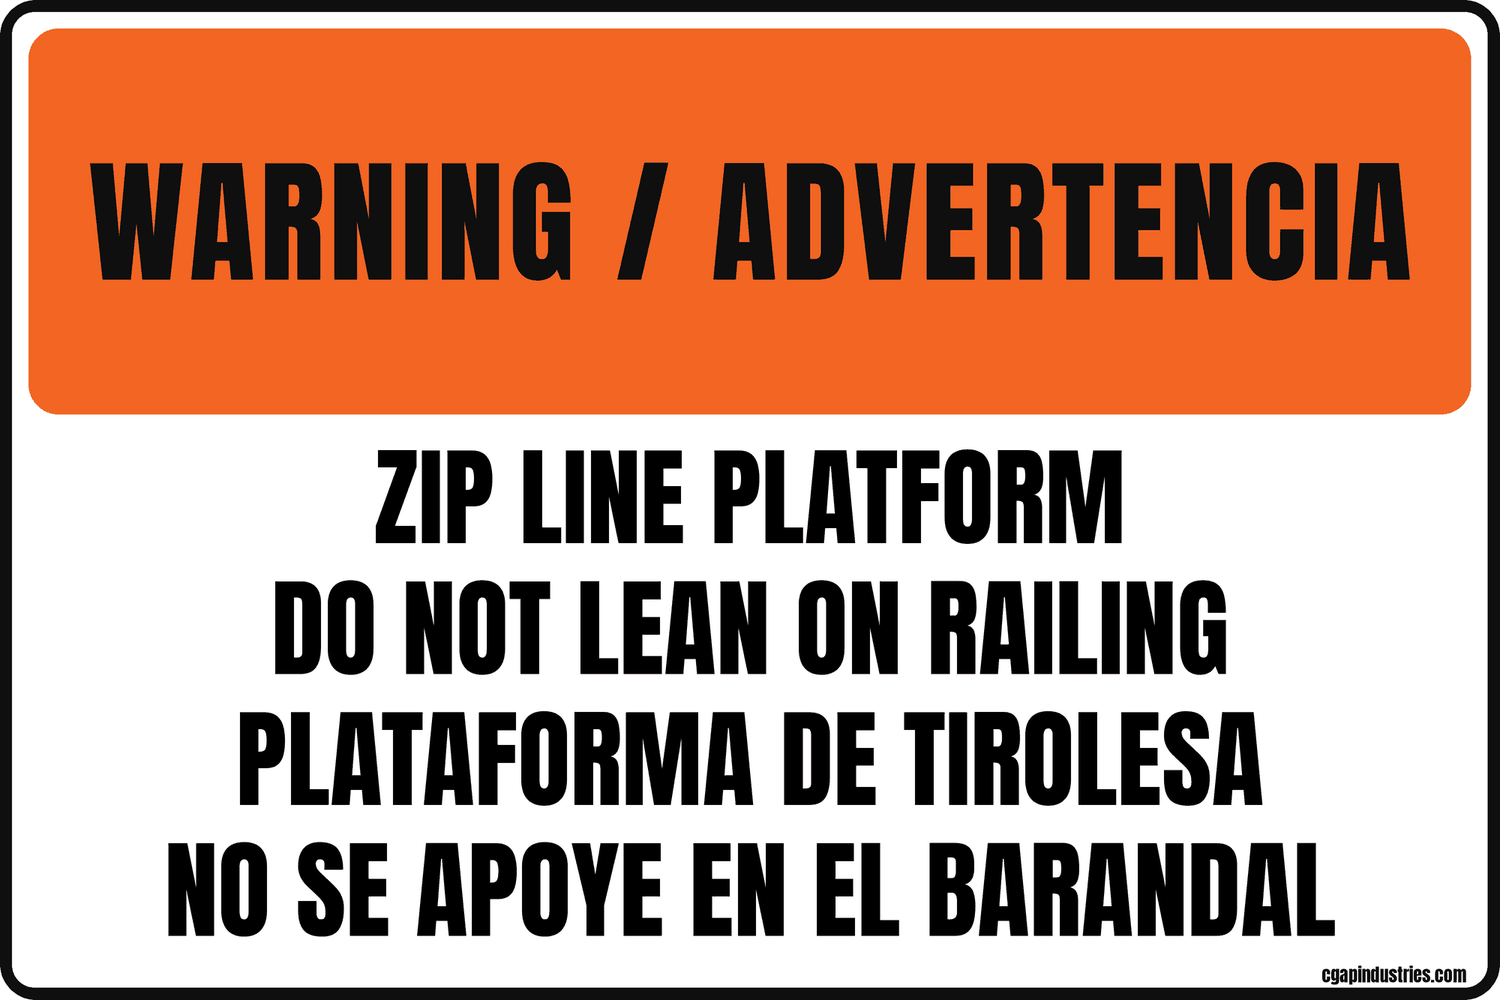 WARNING / ADVERTENCIA
ZIP LINE PLATFORM
DO NOT LEAN ON RAILING
PLATAFORMA DE TIROLESA
NO SE APOYE EN EL BARANDAL
cgapindustries.com